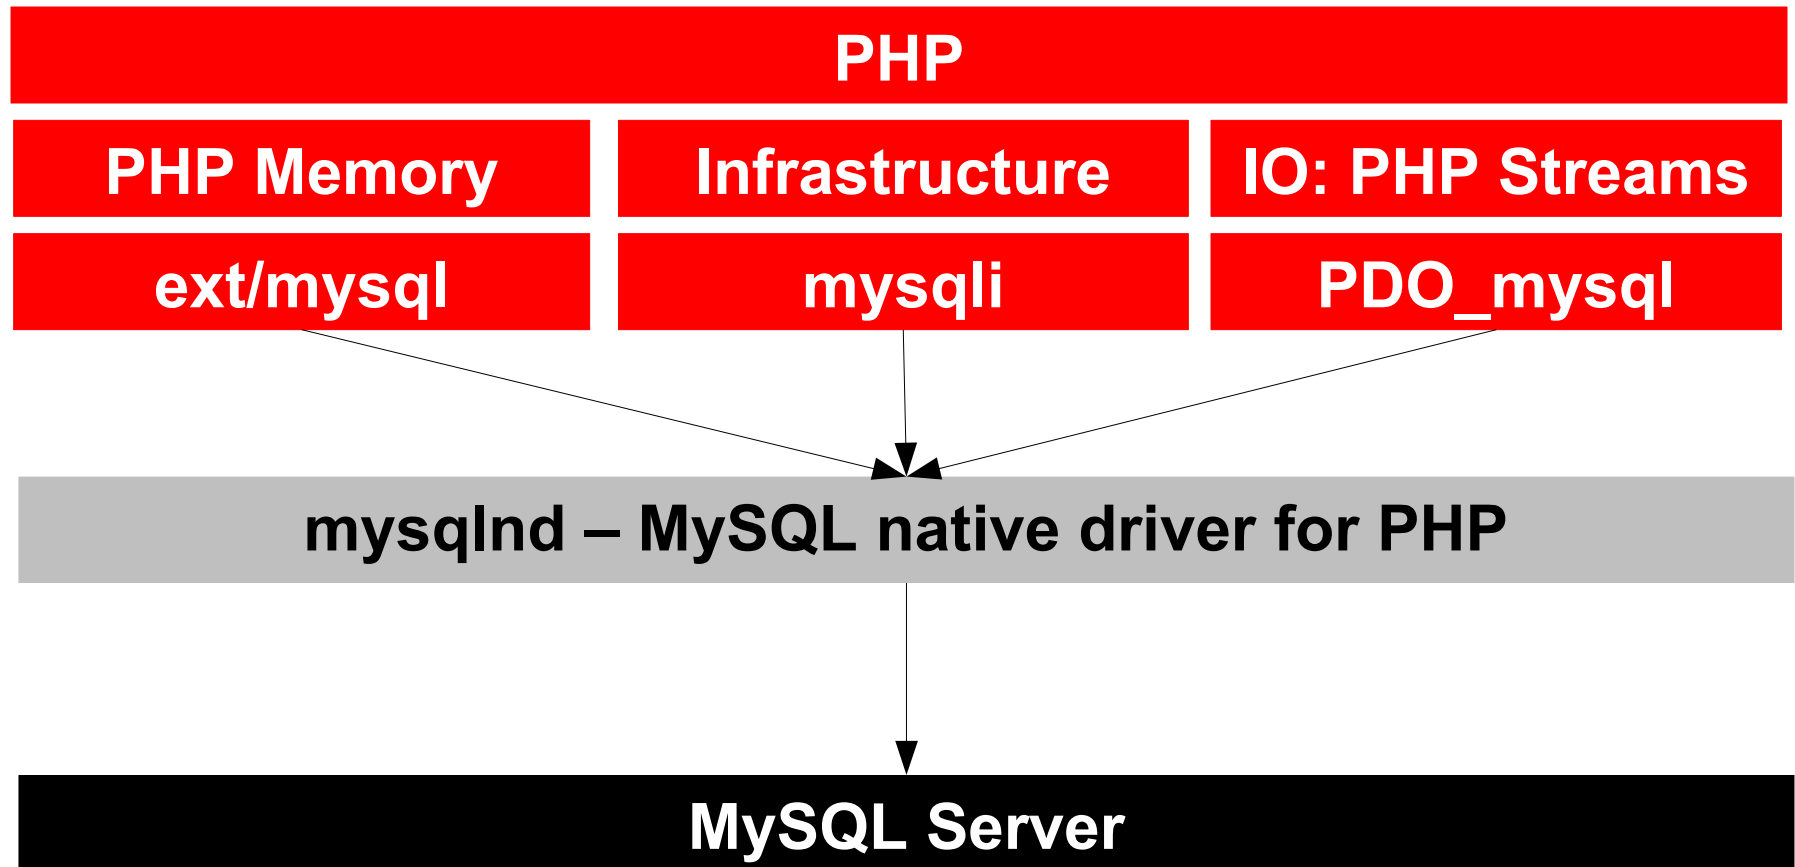 PHP
PHP Memory
Infrastructure
IO: PHP Streams
ext/mysql
mysqli
PDO_mysql
mysqlnd – MySQL native driver for PHP
MySQL Server